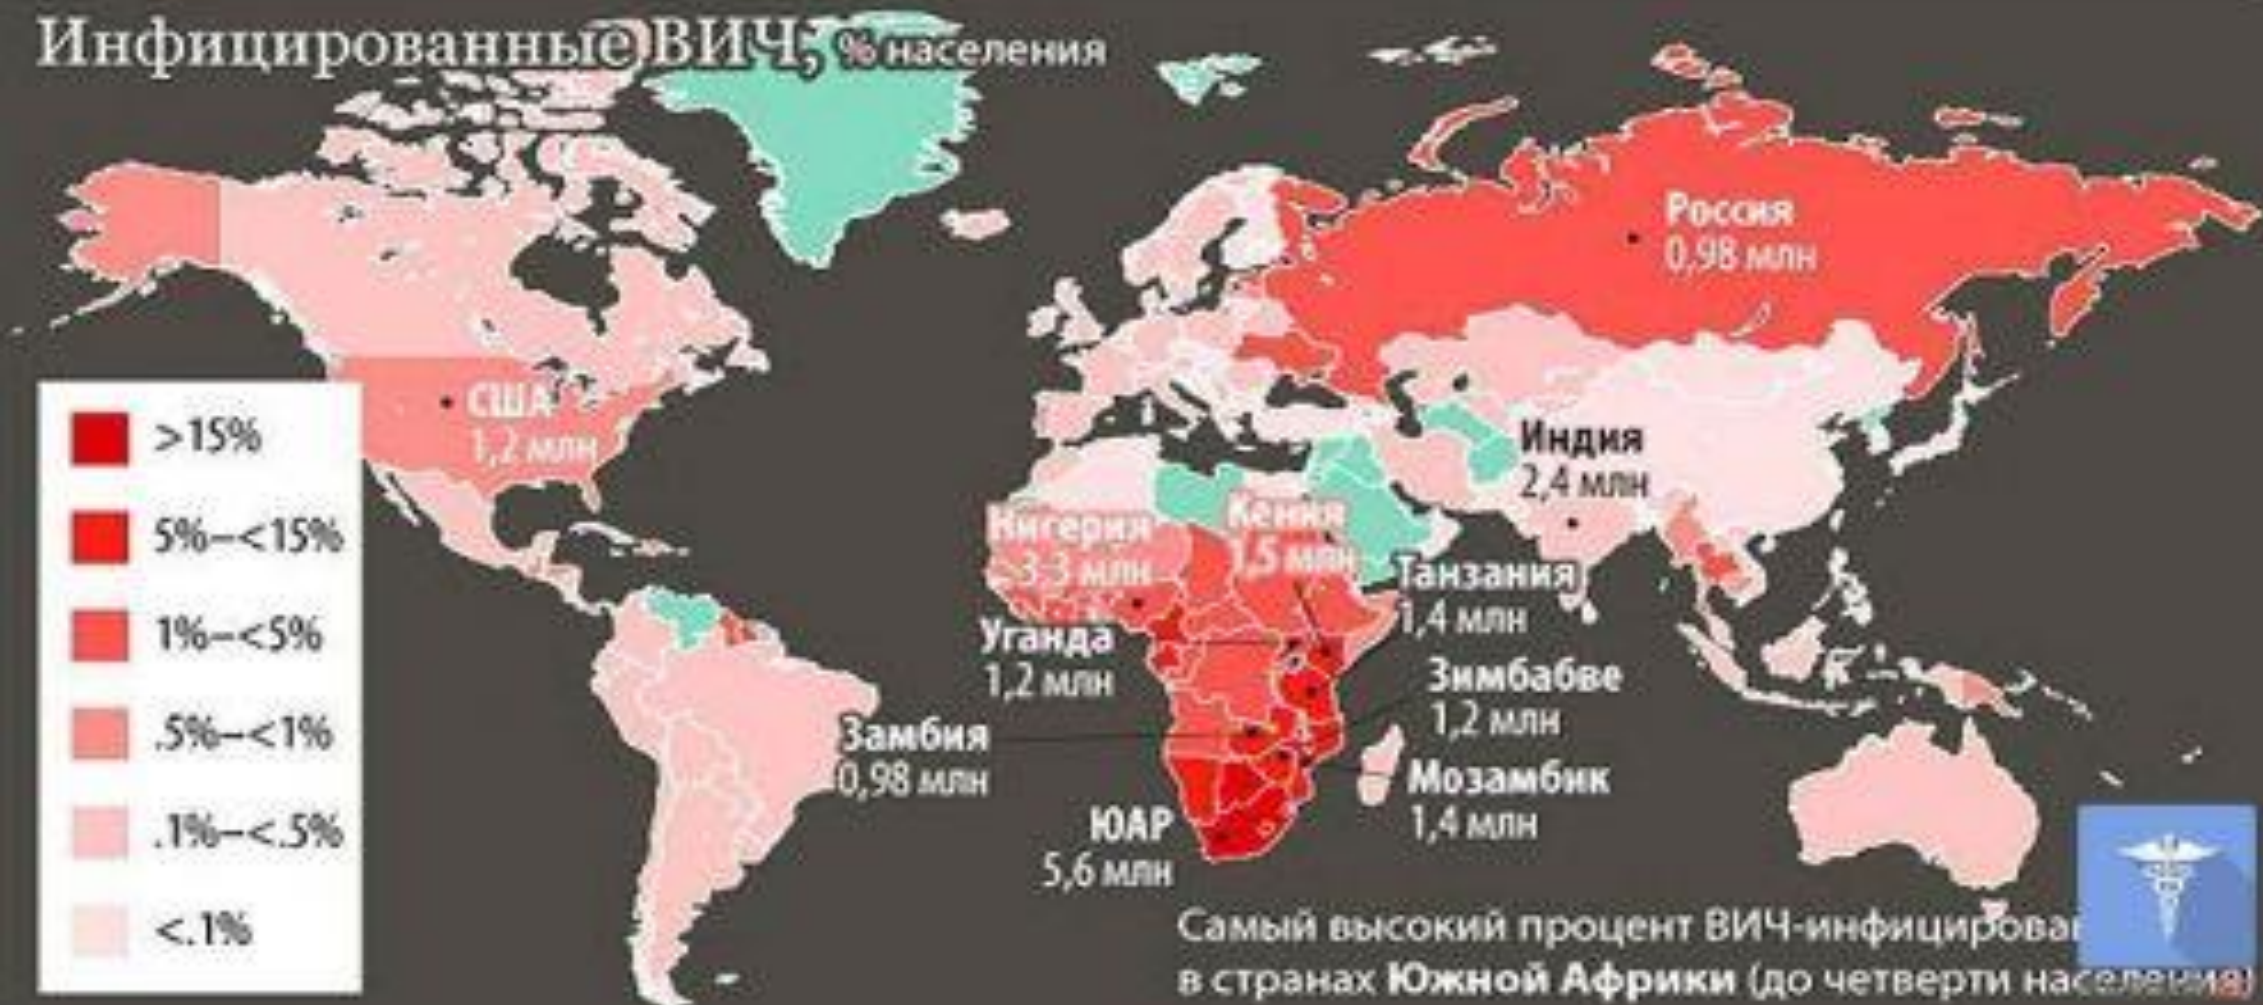 Инфицированные ВИЧ, % населения
Россия
0,98 млн
США
1,2 млн
>15%
5%–<15%
1%–<5%
.5%–<1%
.1%–<.5%
<.1%
Индия
2,4 млн
Нигерия
3,3 млн
Кения
1,5 млн
Танзания
1,4 млн
Уганда
1,2 млн
Зимбабве
1,2 млн
Замбия
0,98 млн
Мозамбик
1,4 млн
ЮАР
5,6 млн
Самый высокий процент
в странах Южной Африки (до четверти населения)